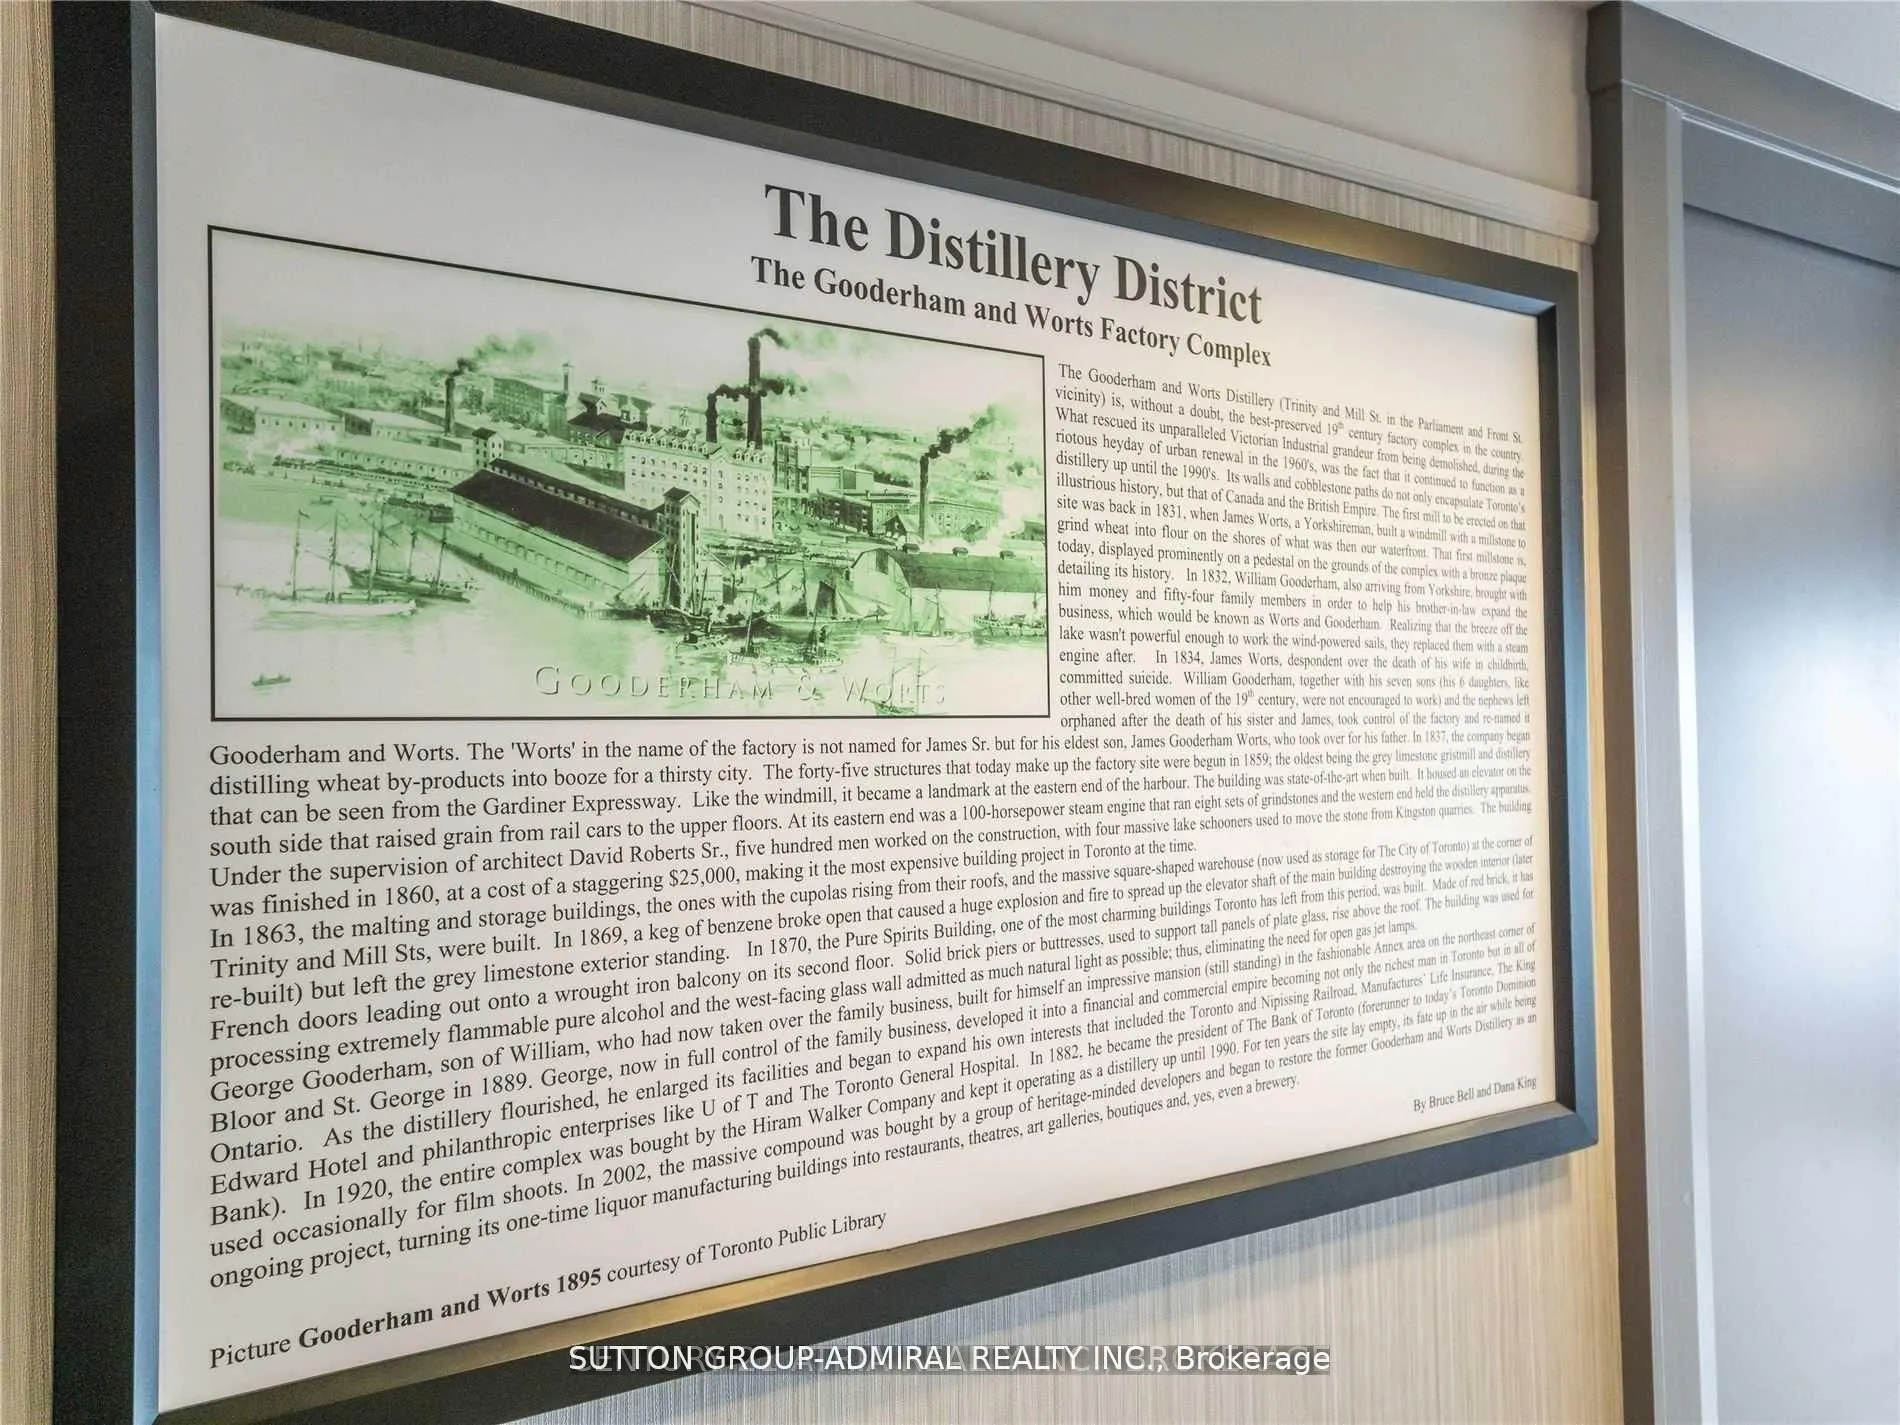 The Distillery District
The Gooderham and Worts Factory Complex
The Gooderham and Worts Distillery (Trinity and Mill St. in the Parliament and Front St.
vicinity) is, without a doubt, the best-preserved 19th century factory complex in the country.
What rescued its unparalleled Victorian Industrial grandeur from being demolished, during the
riotous heyday of urban renewal in the 1960's, was the fact that it continued to function as a
distillery up until the 1990's. Its walls and cobblestone paths do not only encapsulate Toronto's
illustrious history, but that of Canada and the British Empire. The first mill to be erected on that
site was back in 1831, when James Worts, a Yorkshireman, built a windmill with a millstone to
grind wheat into flour on the shores of what was then our waterfront. That first millstone is,
today, displayed prominently on a pedestal on the grounds of the complex with a bronze plaque
detailing its history. In 1832, William Gooderham, also arriving from Yorkshire, brought with
him money and fifty-four family members in order to help his brother-in-law expand the
business, which would be known as Worts and Gooderham. Realizing that the breeze off the
lake wasn't powerful enough to work the wind-powered sails, they replaced them with a steam
engine after. In 1834, James Worts, despondent over the death of his wife in childbirth,
committed suicide. William Gooderham, together with his seven sons (his 6 daughters, like
other well-bred women of the 19th century, were not encouraged to work) and the nephews left
orphaned after the death of his sister and James, took control of the factory and re-named it
GOODERHAM & WORTS
Gooderham and Worts. The 'Worts' in the name of the factory is not named for James Sr. but for his eldest son, James Gooderham Worts, who took over for his father. In 1837, the company began
distilling wheat by-products into booze for a thirsty city. The forty-five structures that today make up the factory site were begun in 1859; the oldest being the grey limestone gristmill and distillery
that can be seen from the Gardiner Expressway. Like the windmill, it became a landmark at the eastern end of the harbour. The building was state-of-the-art when built. It housed an elevator on the
south side that raised grain from rail cars to the upper floors. At its eastern end was a 100-horsepower steam engine that ran eight sets of grindstones and the western end held the distillery apparatus.
Under the supervision of architect David Roberts Sr., five hundred men worked on the construction, with four massive lake schooners used to move the stone from Kingston quarries. The building
was finished in 1860, at a cost of a staggering $25,000, making it the most expensive building project in Toronto at the time.
In 1863, the malting and storage buildings, the ones with the cupolas rising from their roofs, and the massive square-shaped warehouse (now used as storage for The City of Toronto) at the corner of
Trinity and Mill Sts, were built. In 1869, a keg of benzene broke open that caused a huge explosion and fire to spread up the elevator shaft of the main building destroying the wooden interior (later
re-built) but left the grey limestone exterior standing. In 1870, the Pure Spirits Building, one of the most charming buildings Toronto has left from this period, was built. Made of red brick, it has
French doors leading out onto a wrought iron balcony on its second floor. Solid brick piers or buttresses, used to support tall panels of plate glass, rise above the roof. The building was used for
processing extremely flammable pure alcohol and the west-facing glass wall admitted as much natural light as possible; thus, eliminating the need for open gas jet lamps.
George Gooderham, son of William, who had now taken over the family business, built for himself an impressive mansion (still standing) in the fashionable Annex area on the northeast corner of
Bloor and St. George in 1889. George, now in full control of the family business, developed it into a financial and commercial empire becoming not only the richest man in Toronto but in all of
Ontario. As the distillery flourished, he enlarged its facilities and began to expand his own interests that included the Toronto and Nipissing Railroad, Manufactures' Life Insurance, The King
Edward Hotel and philanthropic enterprises like U of T and The Toronto General Hospital. In 1882, he became the president of The Bank of Toronto (forerunner to today's Toronto Dominion
Bank). In 1920, the entire complex was bought by the Hiram Walker Company and kept it operating as a distillery up until 1990. For ten years the site lay empty, its fate up in the air while being
used occasionally for film shoots. In 2002, the massive compound was bought by a group of heritage-minded developers and began to restore the former Gooderham and Worts Distillery as an
ongoing project, turning its one-time liquor manufacturing buildings into restaurants, theatres, art galleries, boutiques and, yes, even a brewery.
By Bruce Bell and Dana King
Picture Gooderham and Worts 1895 courtesy of Toronto Public Library
SUTTON GROUP-ADMIRAL REALTY INC., Brokerage